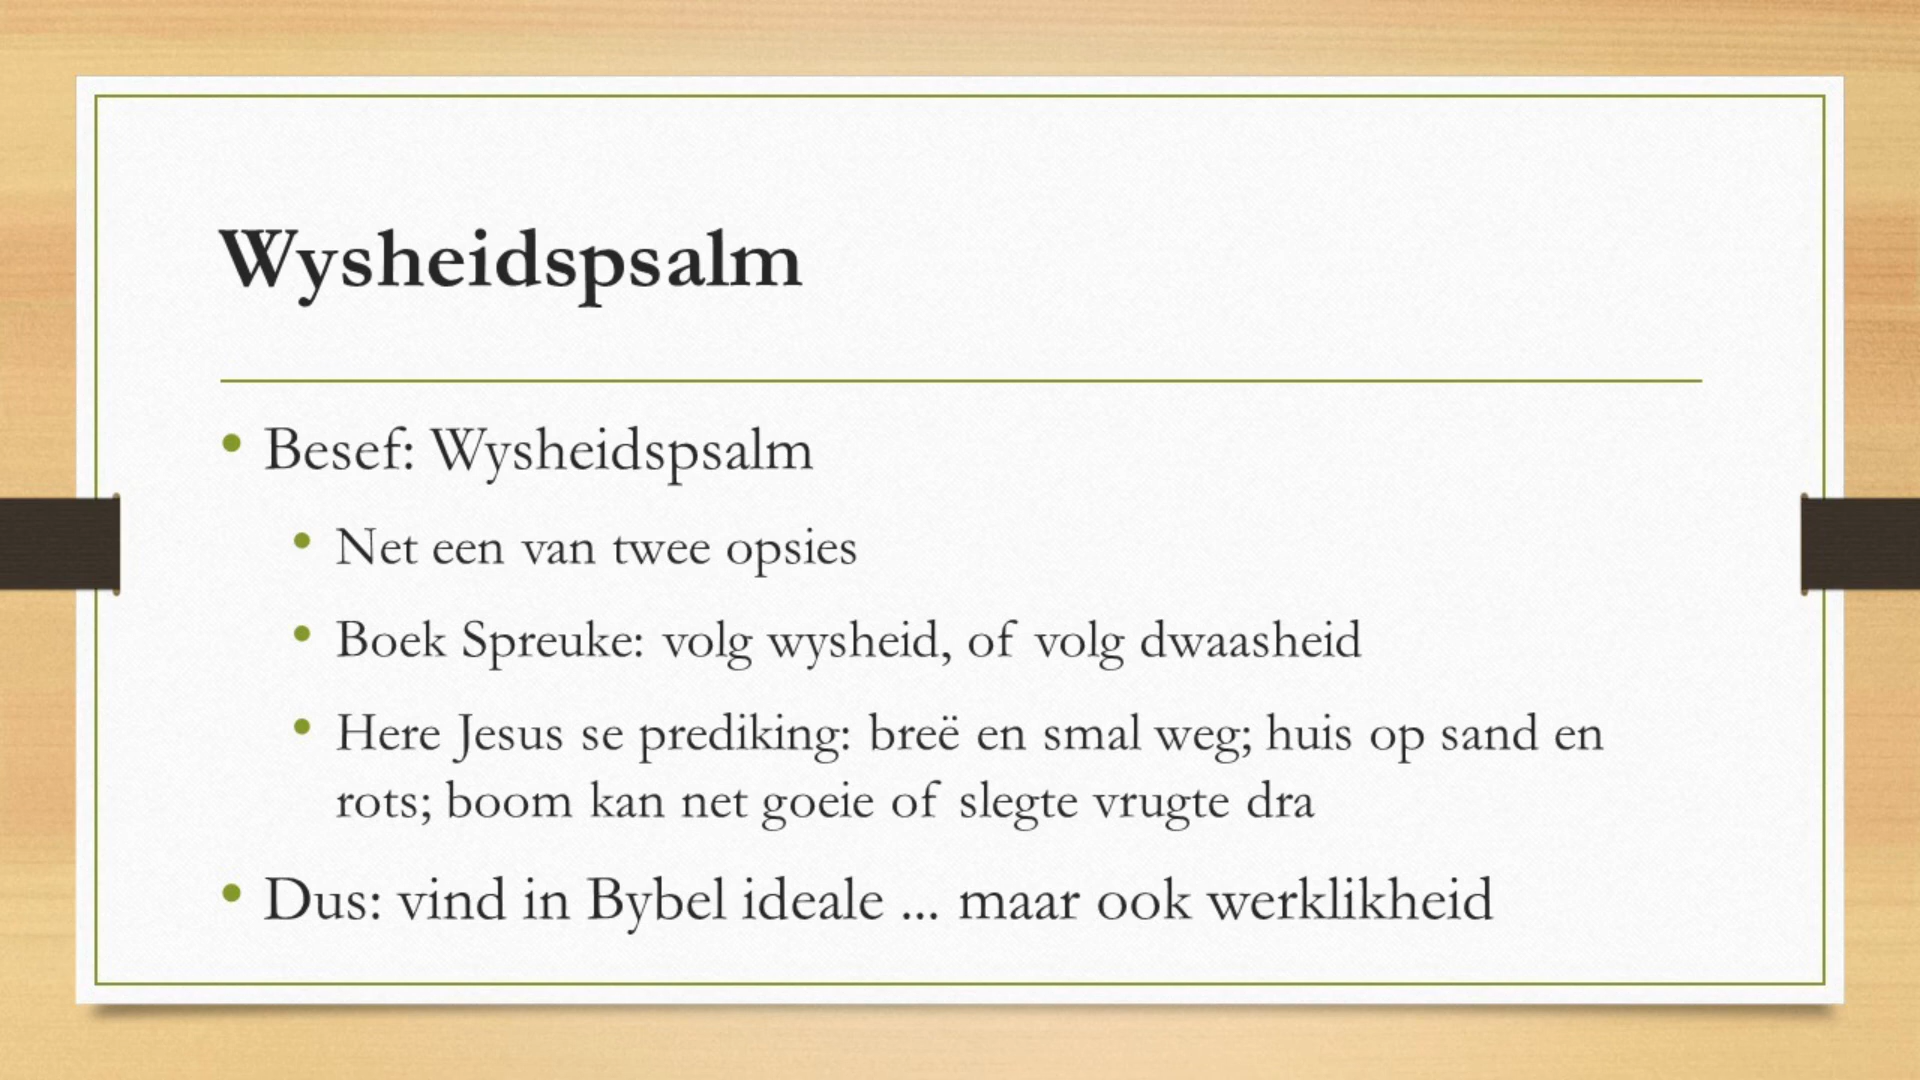 Wysheidspsalm
• Besef: Wysheidspsalm
• Net een van twee opsies
• Boek Spreuke: volg wysheid, of volg dwaasheid
• Here Jesus se prediking: breë en smal weg; huis op sand en
rots; boom kan net goeie of slegte vrugte dra
• Dus: vind in Bybel ideale ... maar ook werklikheid